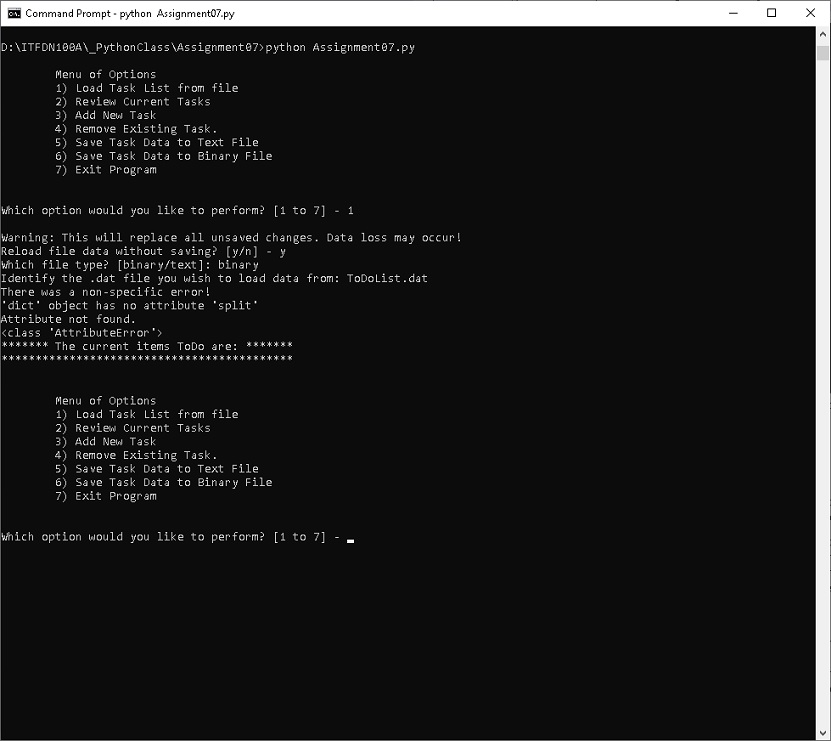 Command Prompt - python  Assignment07.py
D:\ITFDN100A\_PythonClass\Assignment07>python Assignment07.py
Menu of Options
1) Load Task List from file
2) Review Current Tasks
3) Add New Task
4) Remove Existing Task.
5) Save Task Data to Text File
6) Save Task Data to Binary File
7) Exit Program
Which option would you like to perform? [1 to 7] - 1
Warning: This will replace all unsaved changes. Data loss may occur!
Reload file data without saving? [y/n] - y
Which file type? [binary/text]: binary
Identify the .dat file you wish to load data from: ToDoList.dat
There was a non-specific error!
'dict' object has no attribute 'split'
Attribute not found.
<class 'AttributeError'>
******* The current items ToDo are: *******
*******************************************
Menu of Options
1) Load Task List from file
2) Review Current Tasks
3) Add New Task
4) Remove Existing Task.
5) Save Task Data to Text File
6) Save Task Data to Binary File
7) Exit Program
Which option would you like to perform? [1 to 7] -